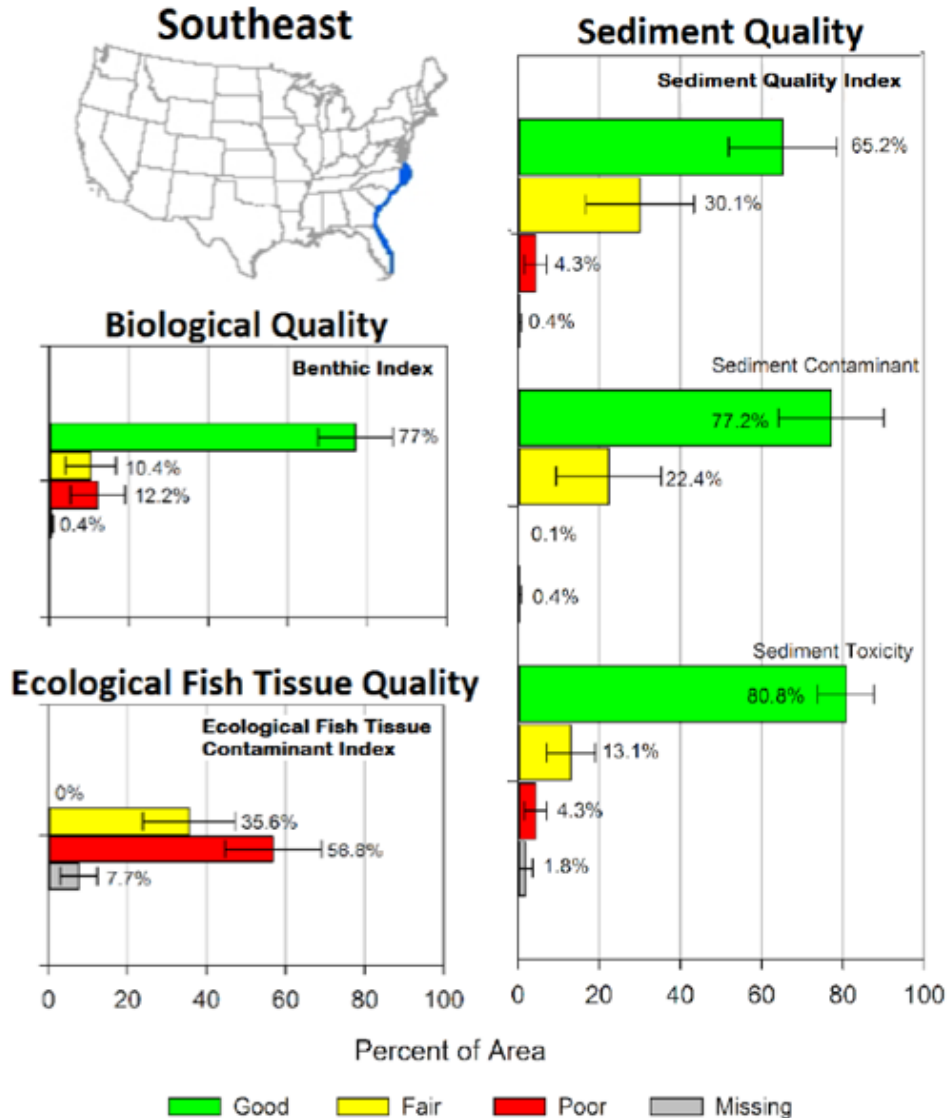 Southeast
Biological Quality
Benthic Index
77%
10.4%
12.2%
0.4%
Ecological Fish Tissue Quality
Ecological Fish Tissue
Contaminant Index
0%
35.6%
56.8%
7.7%
0 20 40 60 80 100
Sediment Quality
Sediment Quality Index
65.2%
30.1%
4.3%
0.4%
Sediment Contaminant
77.2%
22.4%
0.1%
0.4%
Sediment Toxicity
80.8%
13.1%
4.3%
1.8%
0 20 40 60 80 100
Percent of Area
Good Fair Poor Missing